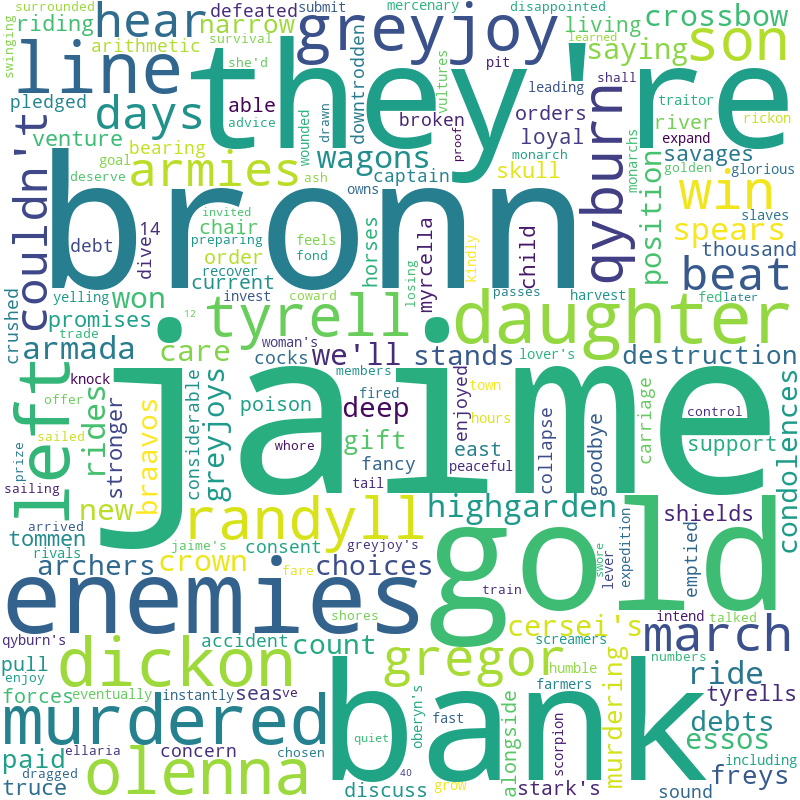 surrounded
submit
mercenary
disappointed
swinging
riding
hear
defeated
narrow
greyjoy
living
crossbow
arithmetic
survival
saying
son
line
they're
she'd
pit
learned
vultures
leading
shall
pledged
days
able
downtrodden
broken
orders
traitor
rickon
couldn't
venture
advice
wounded
drawn
proof
loyal
river
expand
bearing
armies
wagons
captain
monarch
qyburn
position
savages
monarchs
golden
glorious
goal
deserve
ash
skull
win
owns
bronn
invited
chair
horses
myrcella
child
spears
slaves
debt
dive
14
preparing
feels
order
fond
recover
kindly
thousand
current
beat
yelling
won
invest
coward
losing
passes
harvest
fed
later
crushed
promises
trade
12
tyrell
daughter
armada
care
woman's
cocks
we'll
stands
lover's
destruction
knock
members
fired
town
left
offer
rides
stronger
braavos
considerable
greyjoys
poison
deep
jaime
enjoyed
hours
collapse
goodbye
carriage
control
condolences
prize
sailed
gift
whore
east
support
sailing
fancy
peaceful
tail
new
randyll
highgarden
gold
shields
arrived
tommen
rivals
jaime's
consent
greyjoy's
archers
crown
choices
fare
swore
lever
expedition
emptied
train
enemies
shores
cersei's
intend
talked
march
qyburn's
dickon
accident
count
gregor
screamers
pull
humble
murdering
numbers
enjoy
forces
eventually
instantly
seas
ve
oberyn's
alongside
farmers
ride
tyrells
murdered
bank
fast
scorpion
debts
essos
quiet
paid
ellaria
concern
chosen
including
dragged
olenna
40
freys
truce
discuss
grow
stark's
sound